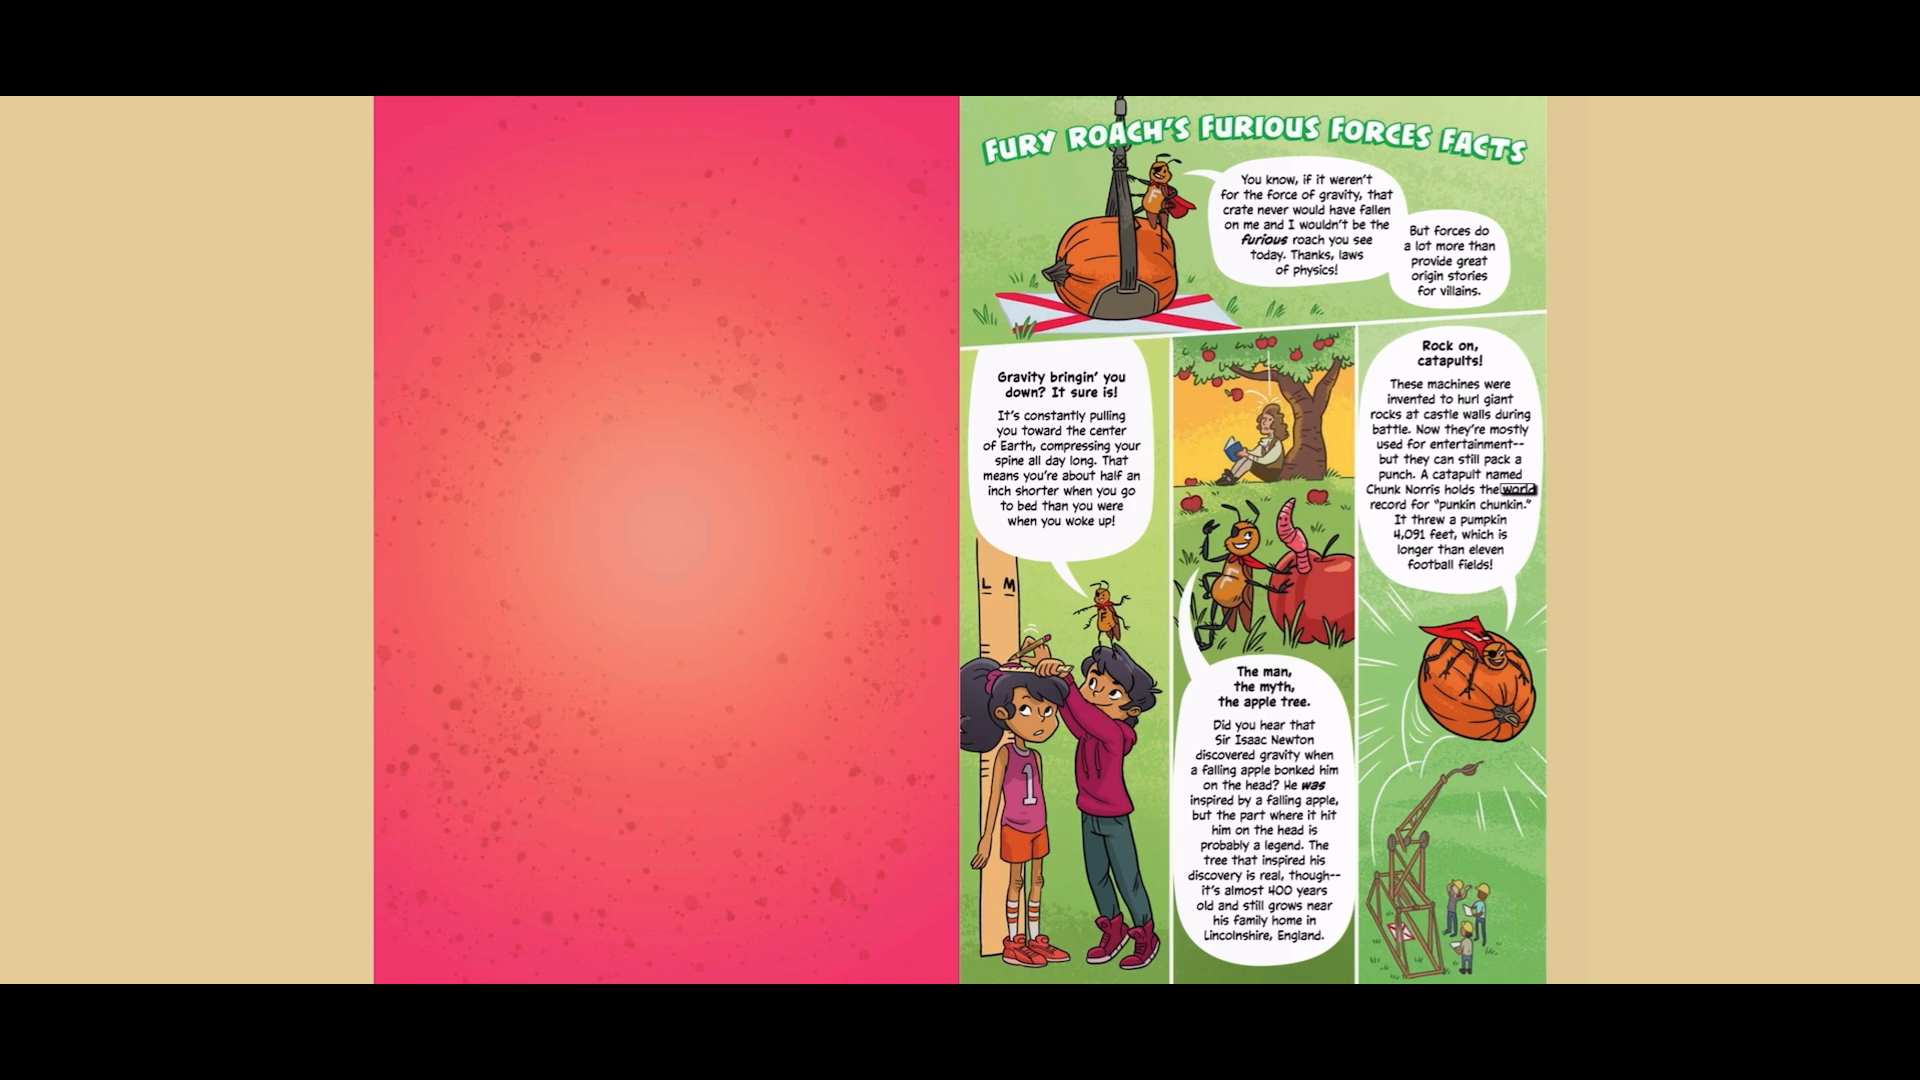 FURY ROACH'S FURIOUS FORCES FACTS
You know, if it weren't
for the force of gravity, that
crate never would have fallen
on me and I wouldn't be the
furious roach you see
today. Thanks, laws
of physics!
But forces do
a lot more than
provide great
origin stories
for villains.
Gravity bringin' you
down? It sure is!
It's constantly pulling
you toward the center
of Earth, compressing your
spine all day long. That
means you're about half an
inch shorter when you go
to bed than you were
when you woke up!
L M
F
1
F
F
The man,
the myth,
the apple tree.
Did you hear that
Sir Isaac Newton
discovered gravity when
a falling apple bonked him
on the head? He was
inspired by a falling apple,
but the part where it hit
him on the head is
probably a legend. The
tree that inspired his
discovery is real, though--
it's almost 400 years
old and still grows near
his family home in
Lincolnshire, England.
Rock on,
catapults!
These machines were
invented to hurl giant
rocks at castle walls during
battle. Now they're mostly
used for entertainment--
but they can still pack a
punch. A catapult named
Chunk Norris holds the world
record for "punkin chunkin."
It threw a pumpkin
4,091 feet, which is
longer than eleven
football fields!